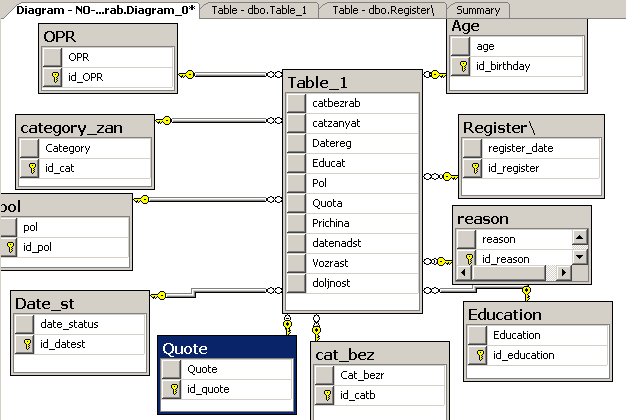 Diagram - NO-...rab.Diagram_0*
Table - dbo.Table_1
Table - dbo.Register\
Summary
OPR
OPR
id_OPR
category_zan
Category
id_cat
pol
pol
id_pol
Date_st
date_status
id_datest
Quote
Quote
id_quote
Table_1
catbezrab
catzanyat
Datereg
Educat
Pol
Quota
Prichina
datenadst
Vozrast
doljnost
cat_bez
Cat_bezr
id_catb
Age
age
id_birthday
Register\
register_date
id_register
reason
reason
id_reason
Education
Education
id_education